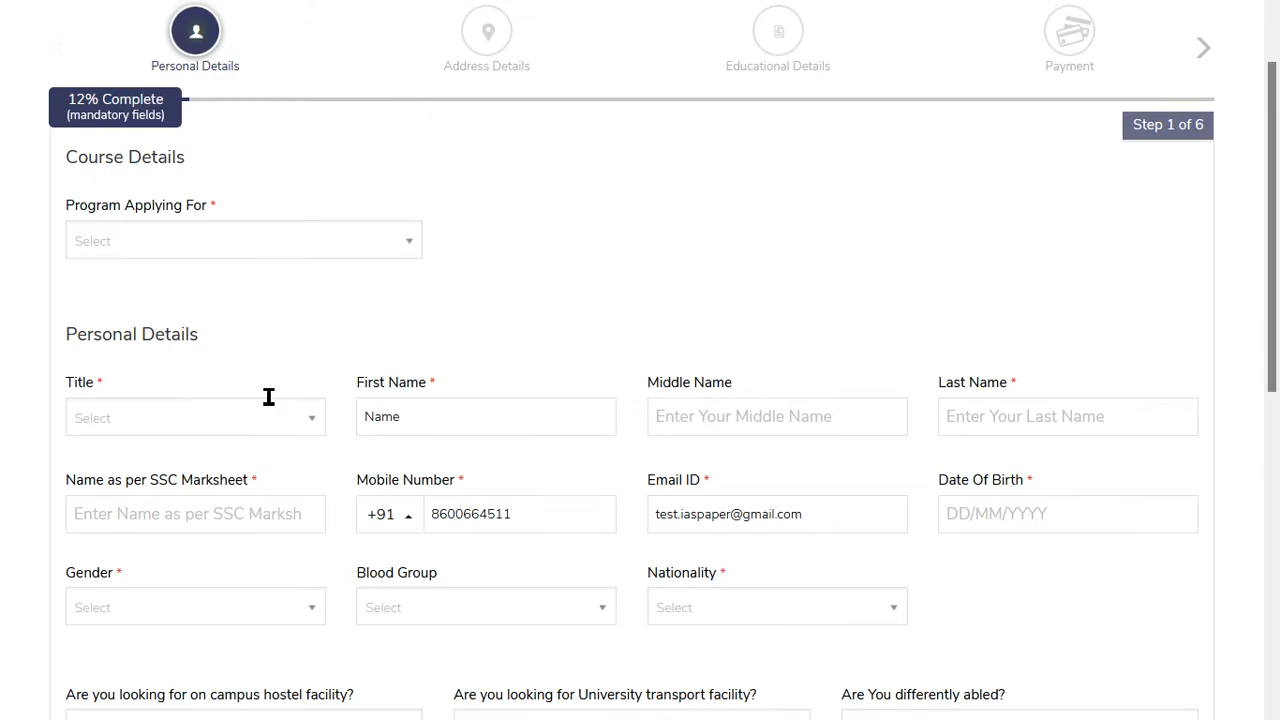 Personal Details
Address Details
Educational Details
Payment
12% Complete
(mandatory fields)
Step 1 of 6
Course Details
Program Applying For *
Select
Personal Details
Title *
First Name *
Middle Name
Last Name *
Select
Name
Enter Your Middle Name
Enter Your Last Name
Name as per SSC Marksheet *
Mobile Number *
Email ID *
Date Of Birth *
Enter Name as per SSC Marksh
+91
8600664511
test.iaspaper@gmail.com
DD/MM/YYYY
Gender *
Blood Group
Nationality *
Select
Select
Select
Are you looking for on campus hostel facility?
Are you looking for University transport facility?
Are You differently abled?